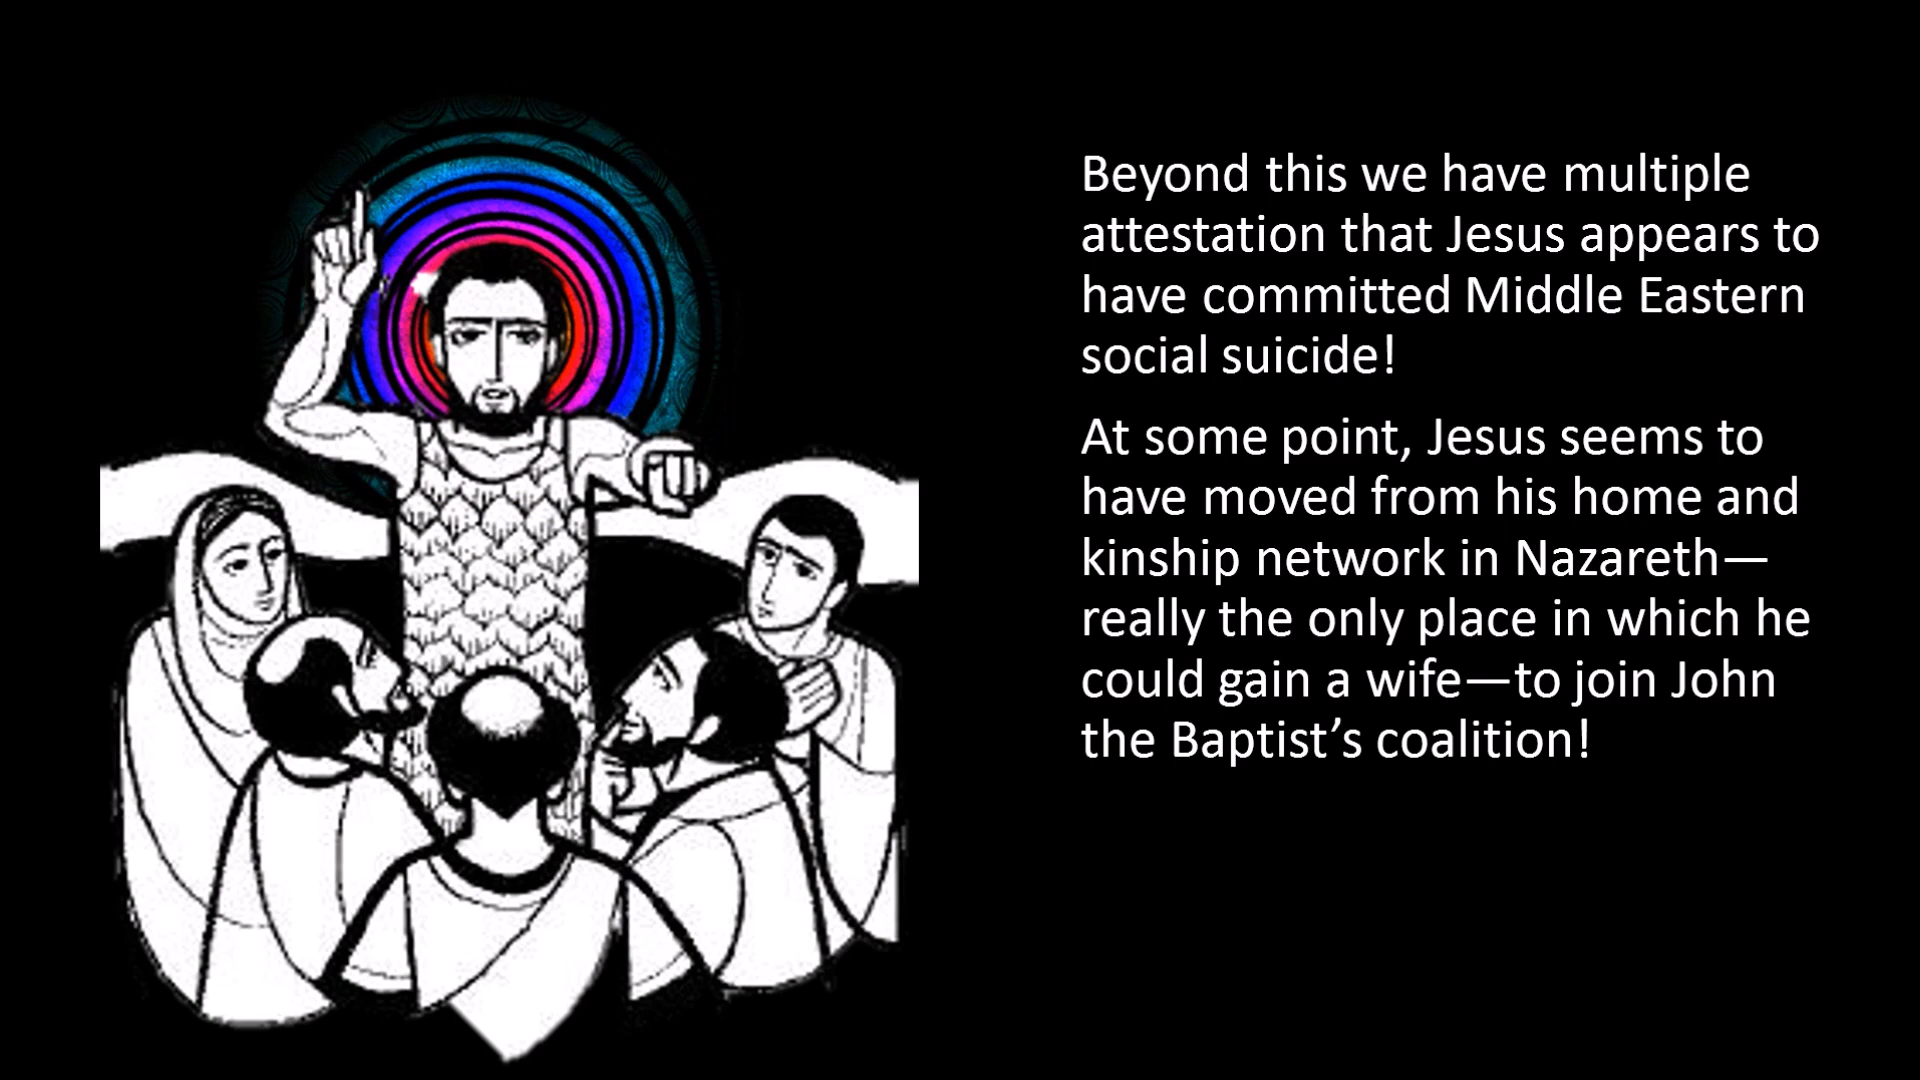 Beyond this we have multiple
attestation that Jesus appears to
have committed Middle Eastern
social suicide!
At some point, Jesus seems to
have moved from his home and
kinship network in Nazareth—
really the only place in which he
could gain a wife—to join John
the Baptist’s coalition!